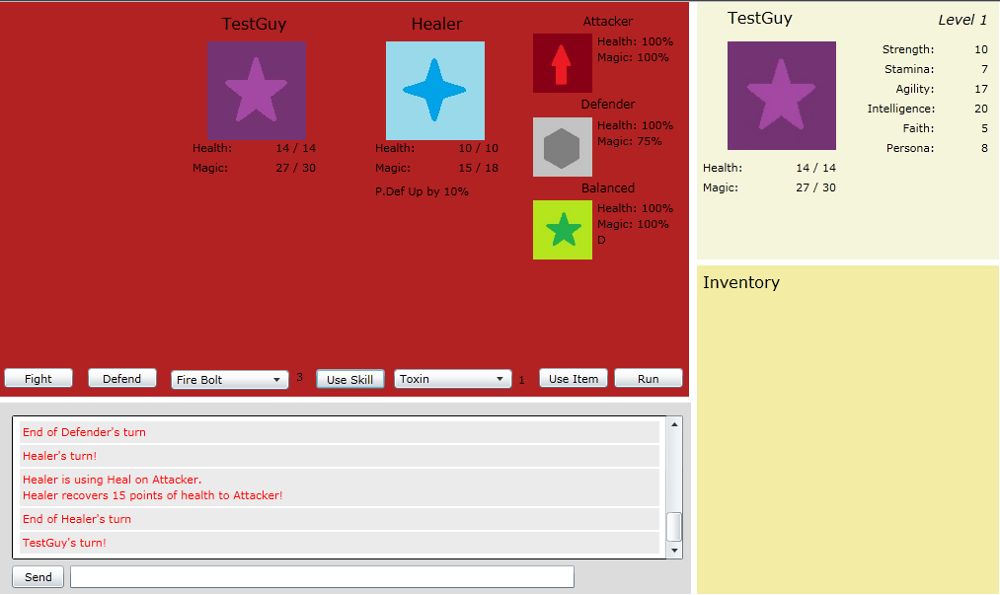 TestGuy
Health: 14 / 14
Magic: 27 / 30
Healer
Health: 10 / 10
Magic: 15 / 18
P.Def Up by 10%
Attacker
Health: 100%
Magic: 100%
Defender
Health: 100%
Magic: 75%
Balanced
Health: 100%
Magic: 100%
D
Fight
Defend
Fire Bolt
3
Use Skill
Toxin
1
Use Item
Run
End of Defender's turn
Healer's turn!
Healer is using Heal on Attacker.
Healer recovers 15 points of health to Attacker!
End of Healer's turn
TestGuy's turn!
Send
TestGuy
Level 1
Strength: 10
Stamina: 7
Agility: 17
Intelligence: 20
Faith: 5
Persona: 8
Health: 14 / 14
Magic: 27 / 30
Inventory